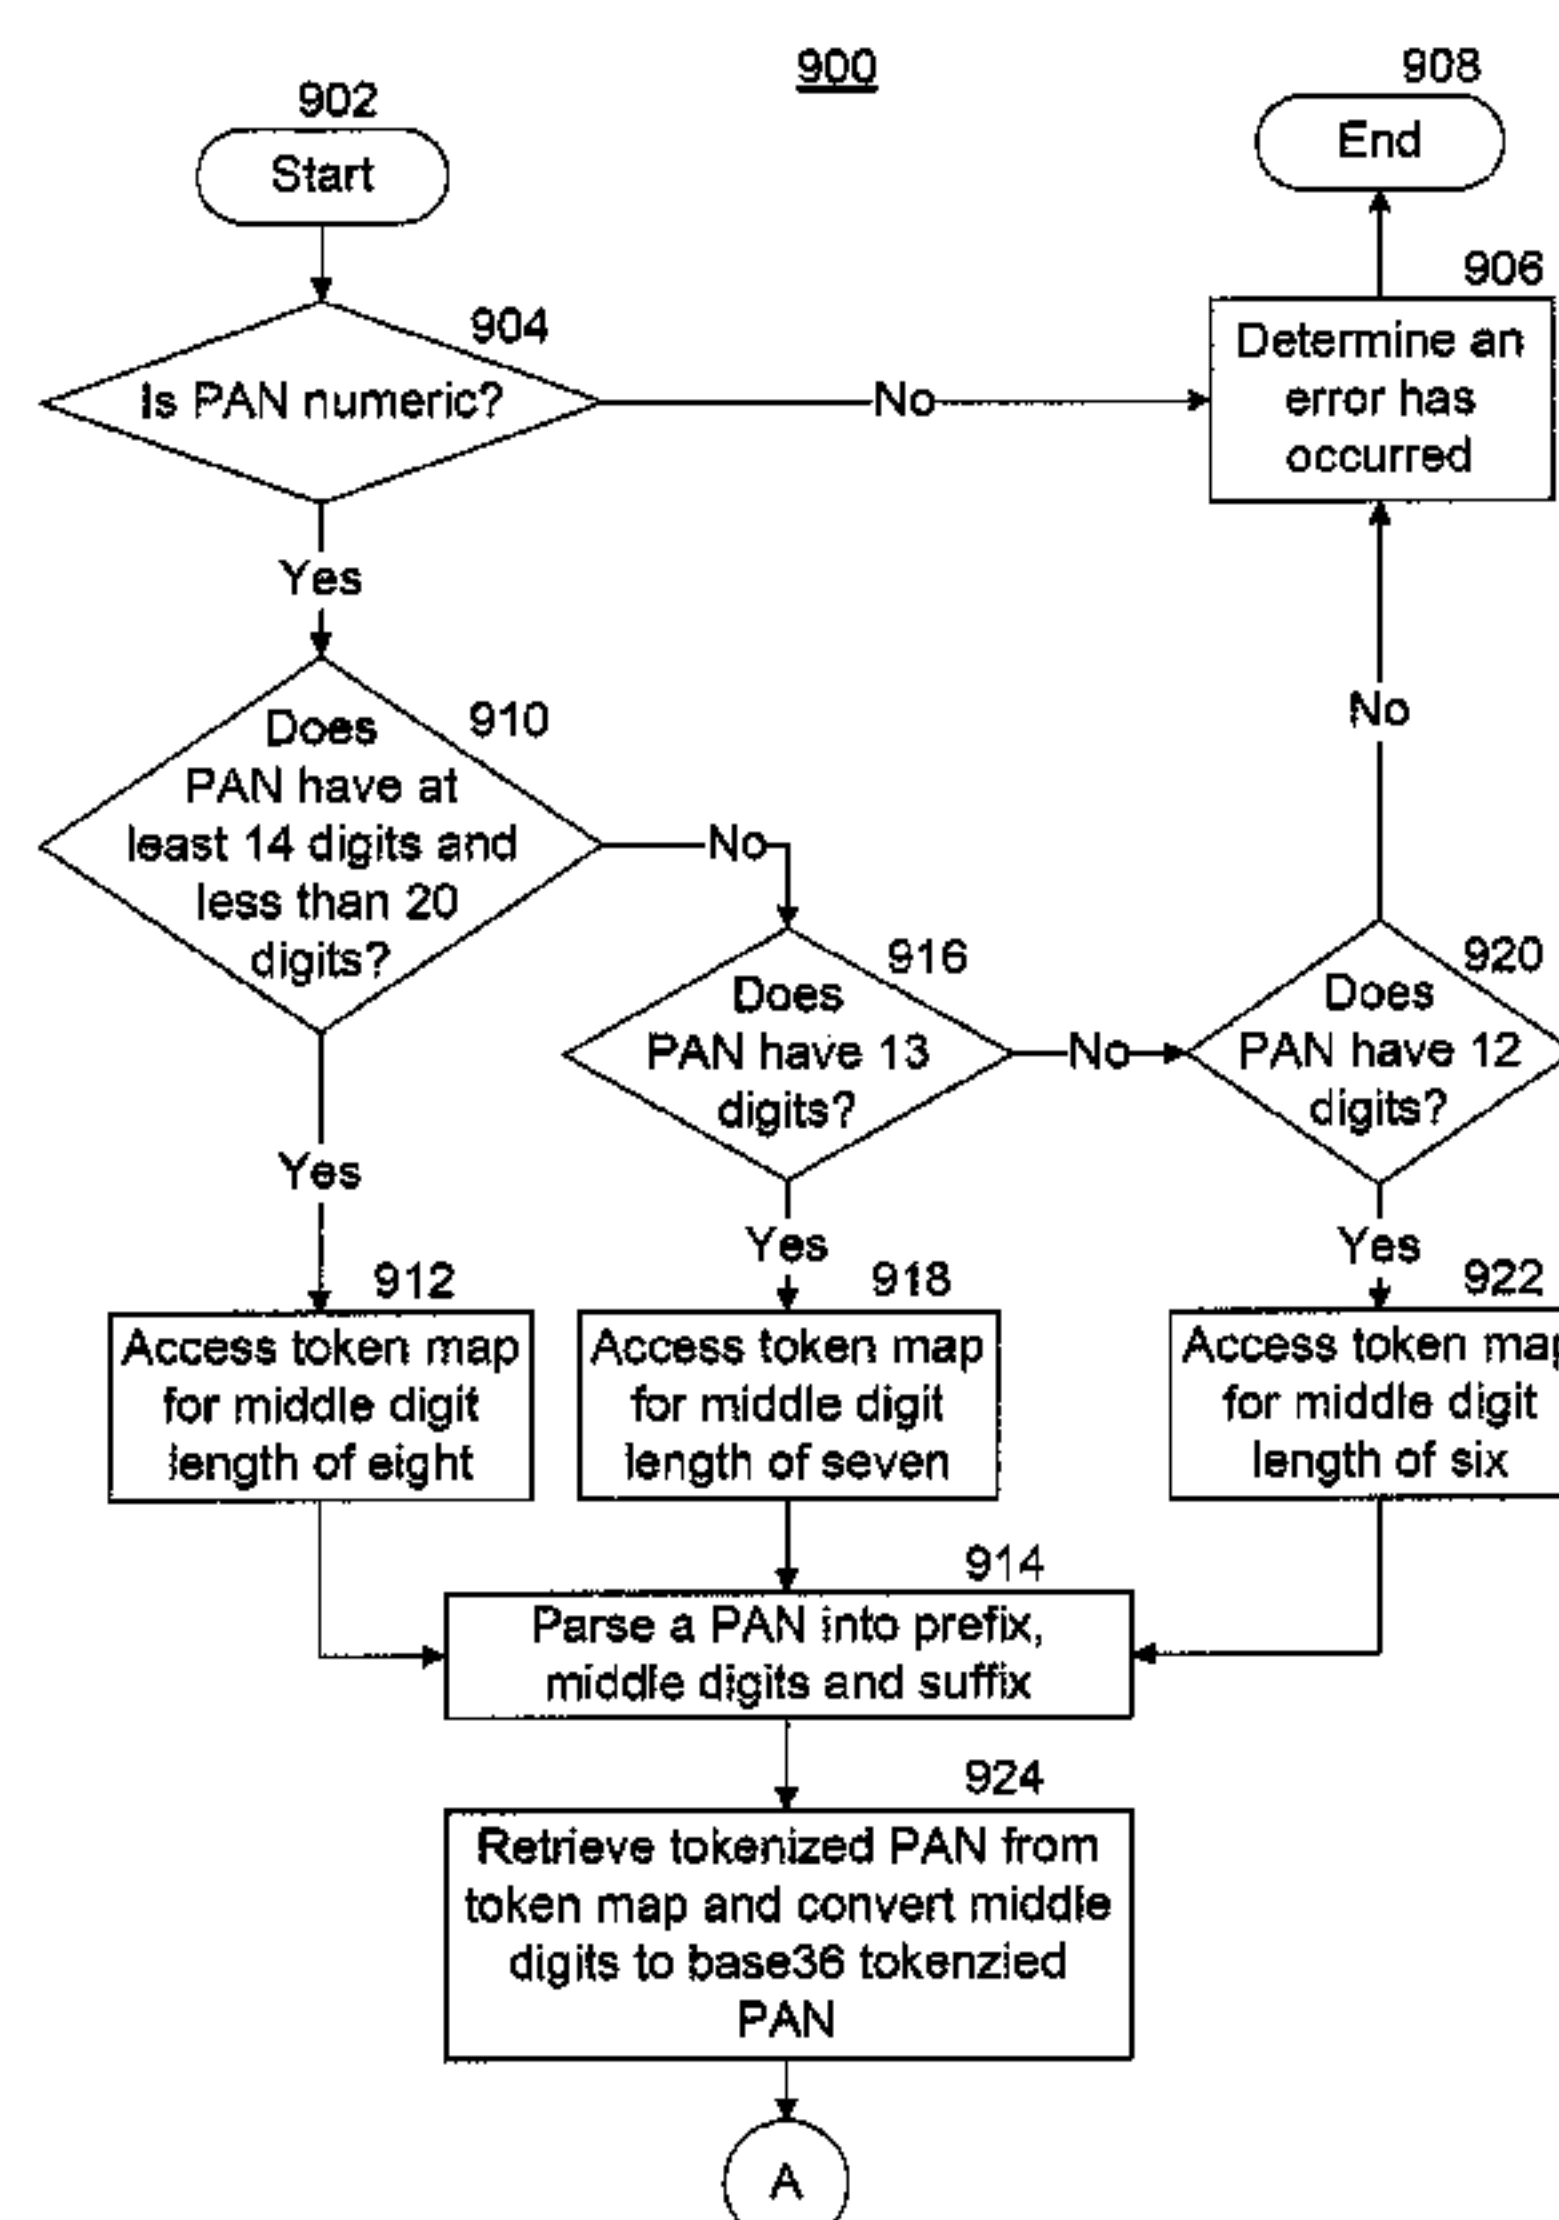 900
902
Start
908
End
904
Is PAN numeric?
No
906
Determine an
error has
occurred
Yes
910
Does
PAN have at
least 14 digits and
less than 20
digits?
No
No
916
Does
PAN have 13
digits?
No
920
Does
PAN have 12
digits?
Yes
Yes
Yes
912
Access token map
for middle digit
length of eight
918
Access token map
for middle digit
length of seven
922
Access token map
for middle digit
length of six
914
Parse a PAN into prefix,
middle digits and suffix
924
Retrieve tokenized PAN from
token map and convert middle
digits to base36 tokenzied
PAN
A